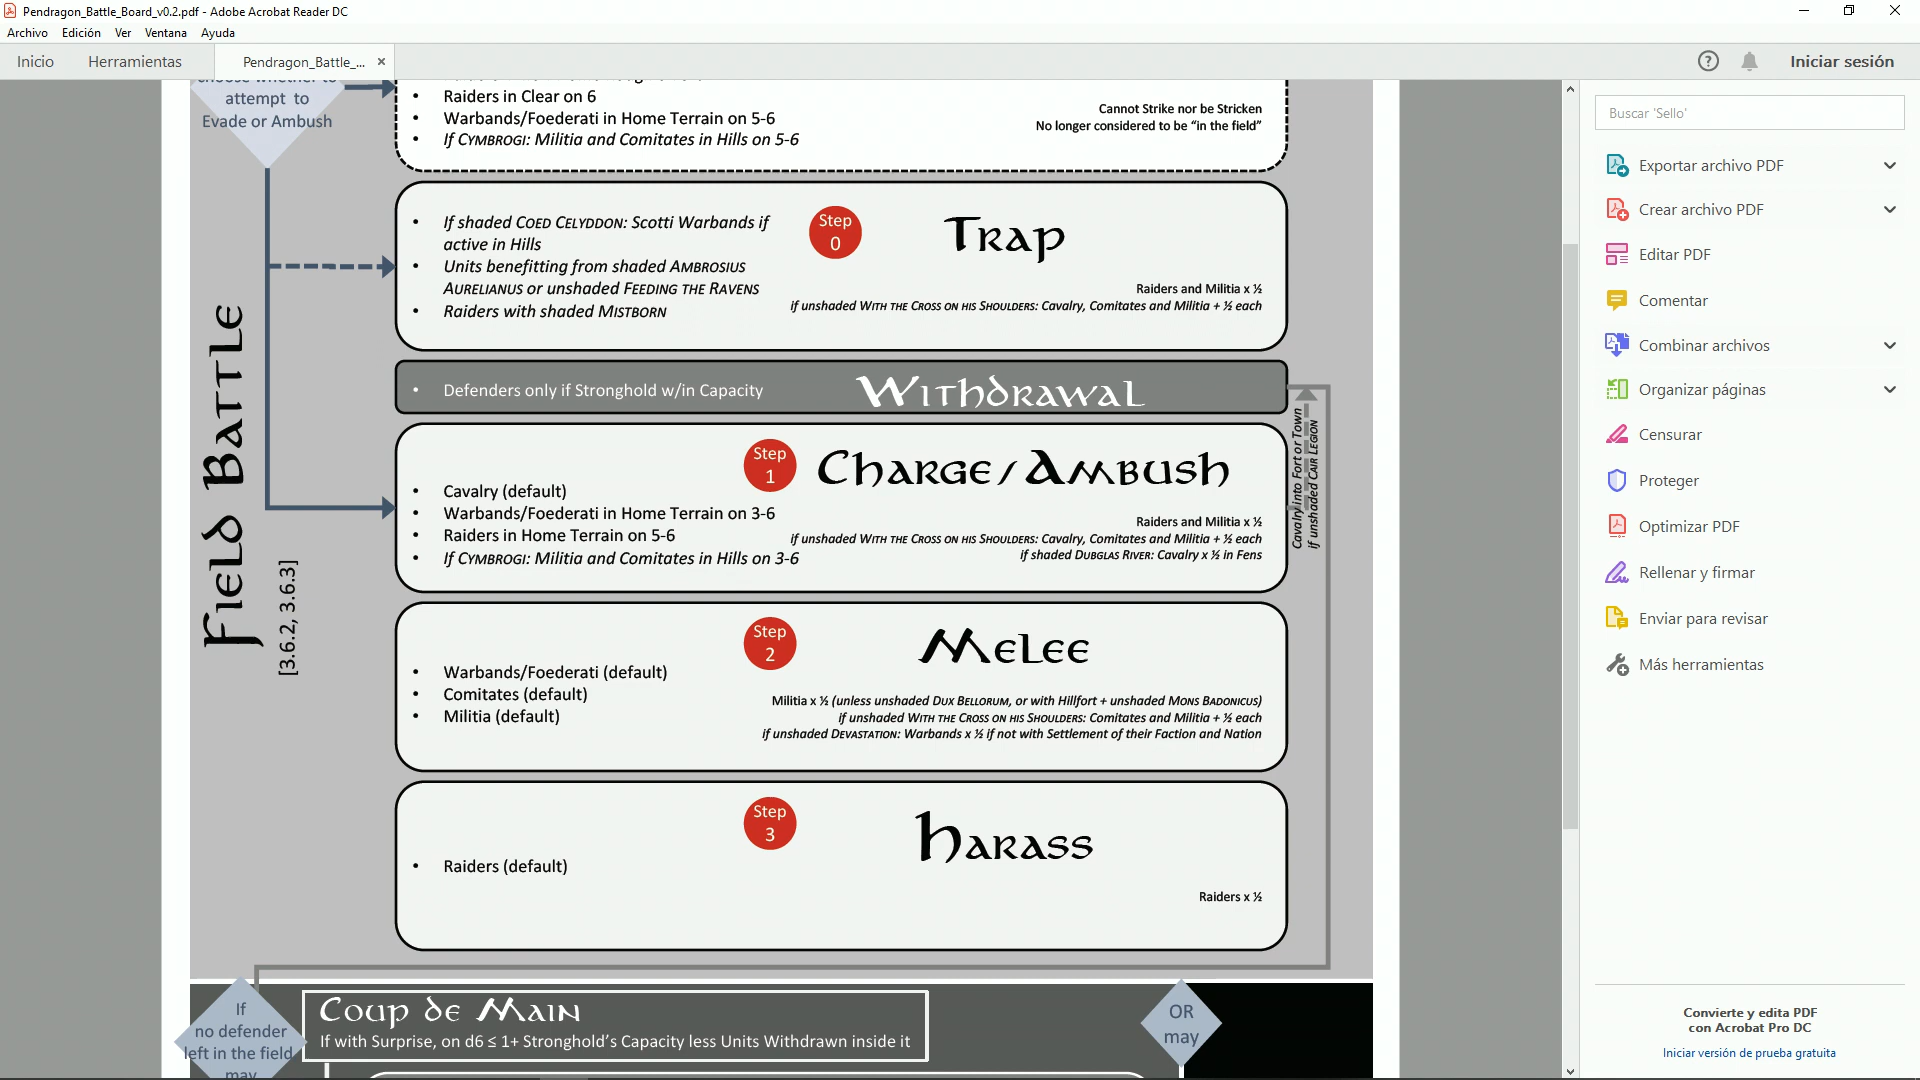 Pendragon_Battle_Board_v0.2.pdf - Adobe Acrobat Reader DC
Archivo Edición Ver Ventana Ayuda
Inicio Herramientas Pendragon_Battle_... × Iniciar sesión
attempt to
Evade or Ambush
• Raiders in Clear on 6
• Warbands/Foederati in Home Terrain on 5-6
• If CYMBROGI: Militia and Comitates in Hills on 5-6
Cannot Strike nor be Stricken
No longer considered to be “in the field”
Field Battle
[3.6.2, 3.6.3]
• If shaded COED CELYDDON: Scotti Warbands if
active in Hills
• Units benefitting from shaded AMBROSIUS
AURELIANUS or unshaded FEEDING THE RAVENS
• Raiders with shaded MISTBORN
Step
0
Trap
Raiders and Militia x ½
if unshaded WITH THE CROSS ON HIS SHOULDERS: Cavalry, Comitates and Militia + ½ each
• Defenders only if Stronghold w/in Capacity
Withdrawal
Cavalry into Fort or Town
if unshaded CAIR LEGION
Step
1
Charge/Ambush
• Cavalry (default)
• Warbands/Foederati in Home Terrain on 3-6
• Raiders in Home Terrain on 5-6
• If CYMBROGI: Militia and Comitates in Hills on 3-6
Raiders and Militia x ½
if unshaded WITH THE CROSS ON HIS SHOULDERS: Cavalry, Comitates and Militia + ½ each
if shaded DUBGLAS RIVER: Cavalry x ½ in Fens
Step
2
Melee
• Warbands/Foederati (default)
• Comitates (default)
• Militia (default)
Militia x ½ (unless unshaded DUX BELLORUM, or with Hillfort + unshaded MONS BADONICUS)
if unshaded WITH THE CROSS ON HIS SHOULDERS: Comitates and Militia + ½ each
if unshaded DEVASTATION: Warbands x ½ if not with Settlement of their Faction and Nation
Step
3
Harass
• Raiders (default)
Raiders x ½
If
no defender
left in the field
may
Coup de Main
If with Surprise, on d6 ≤ 1+ Stronghold’s Capacity less Units Withdrawn inside it
OR
may
Buscar 'Sello'
Exportar archivo PDF
Crear archivo PDF
Editar PDF
Comentar
Combinar archivos
Organizar páginas
Censurar
Proteger
Optimizar PDF
Rellenar y firmar
Enviar para revisar
Más herramientas
Convierte y edita PDF
con Acrobat Pro DC
Iniciar versión de prueba gratuita